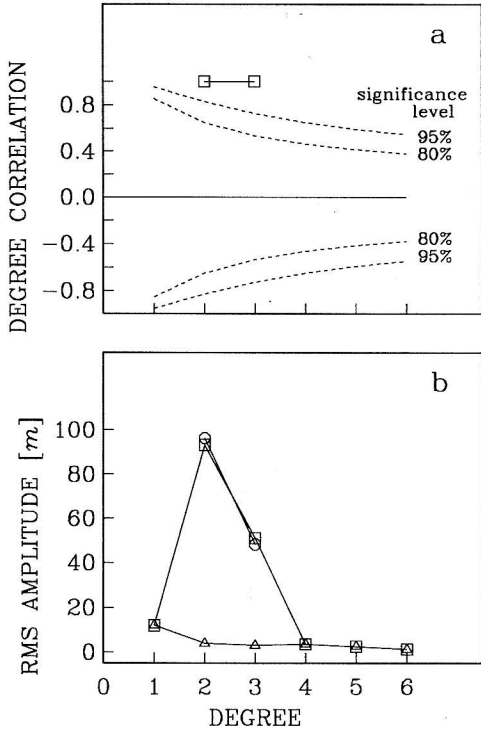 a
DEGREE CORRELATION
0.8
0.4
0.0
−0.4
−0.8
significance
level
95%
80%
80%
95%
b
RMS AMPLITUDE [m]
100
80
60
40
20
0
0 1 2 3 4 5 6
DEGREE